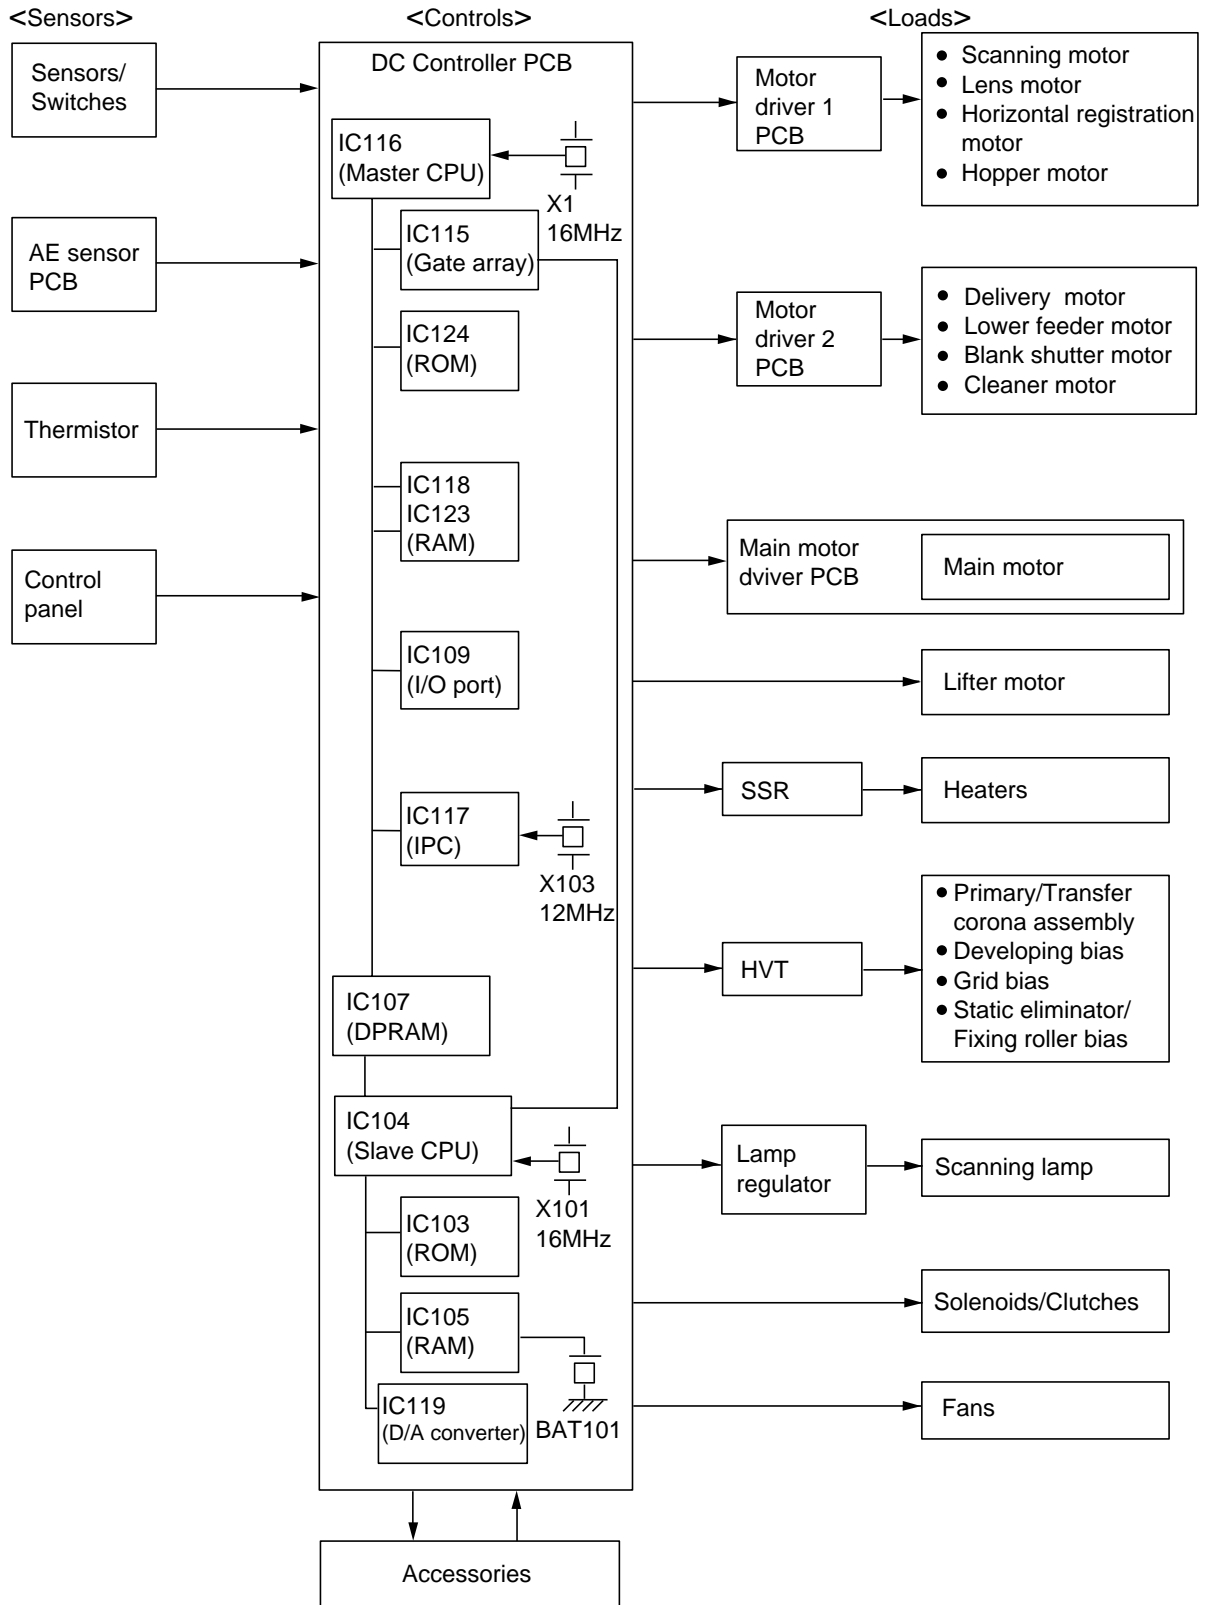 <Sensors>
<Controls>
<Loads>
Sensors/
Switches
AE sensor
PCB
Thermistor
Control
panel
DC Controller PCB
IC116
(Master CPU)
X1
16MHz
IC115
(Gate array)
IC124
(ROM)
IC118
IC123
(RAM)
IC109
(I/O port)
IC117
(IPC)
X103
12MHz
IC107
(DPRAM)
IC104
(Slave CPU)
X101
16MHz
IC103
(ROM)
IC105
(RAM)
IC119
(D/A converter)
BAT101
Accessories
Motor
driver 1
PCB
● Scanning motor
● Lens motor
● Horizontal registration
motor
● Hopper motor
Motor
driver 2
PCB
● Delivery motor
● Lower feeder motor
● Blank shutter motor
● Cleaner motor
Main motor
dviver PCB
Main motor
Lifter motor
SSR
Heaters
HVT
● Primary/Transfer
corona assembly
● Developing bias
● Grid bias
● Static eliminator/
Fixing roller bias
Lamp
regulator
Scanning lamp
Solenoids/Clutches
Fans